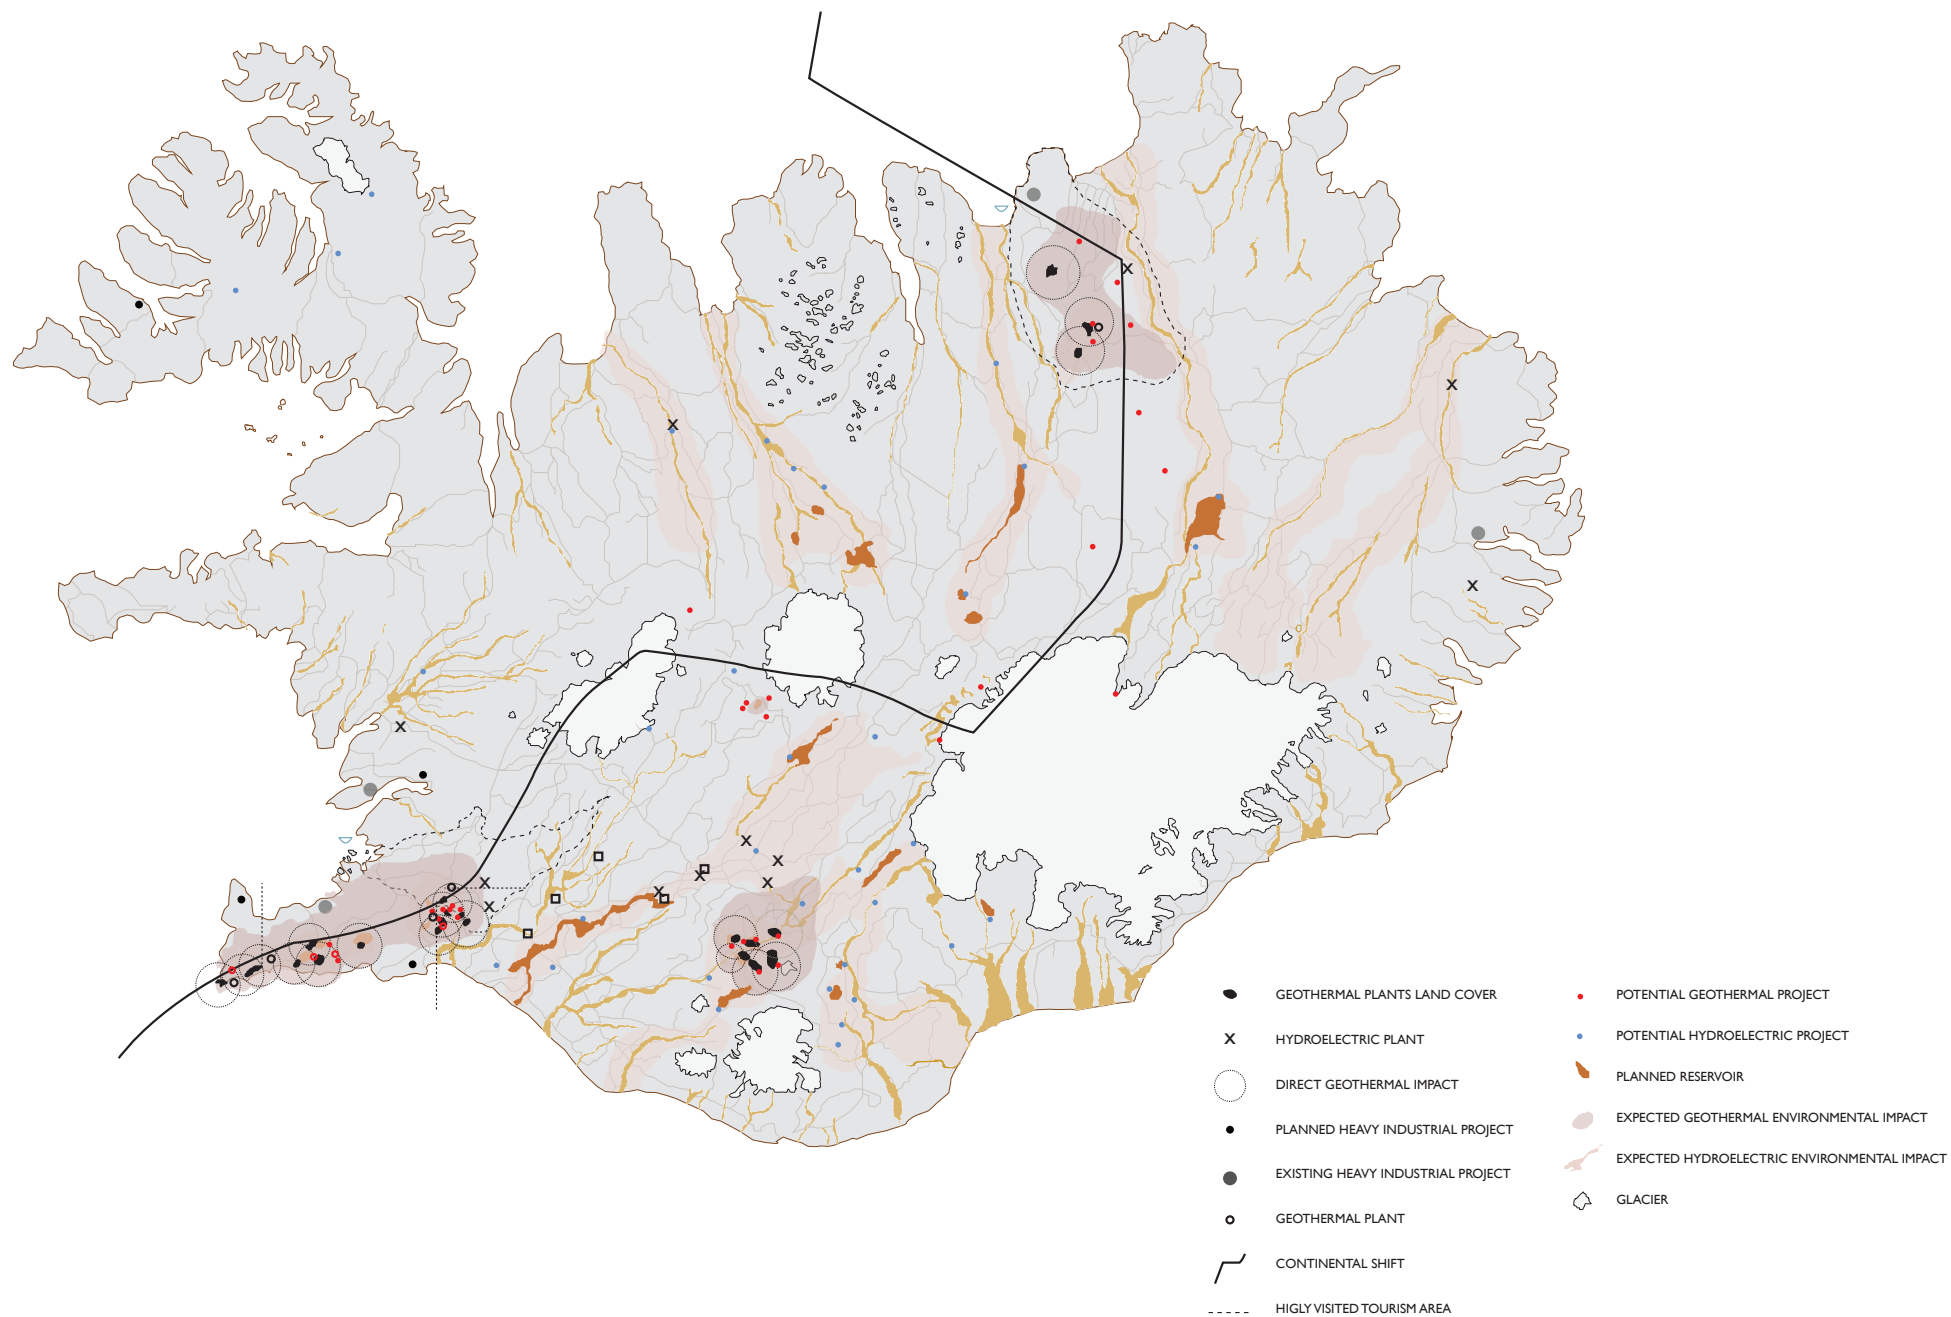 GEOTHERMAL PLANTS LAND COVER
HYDROELECTRIC PLANT
DIRECT GEOTHERMAL IMPACT
PLANNED HEAVY INDUSTRIAL PROJECT
EXISTING HEAVY INDUSTRIAL PROJECT
GEOTHERMAL PLANT
CONTINENTAL SHIFT
HIGLY VISITED TOURISM AREA
POTENTIAL GEOTHERMAL PROJECT
POTENTIAL HYDROELECTRIC PROJECT
PLANNED RESERVOIR
EXPECTED GEOTHERMAL ENVIRONMENTAL IMPACT
EXPECTED HYDROELECTRIC ENVIRONMENTAL IMPACT
GLACIER